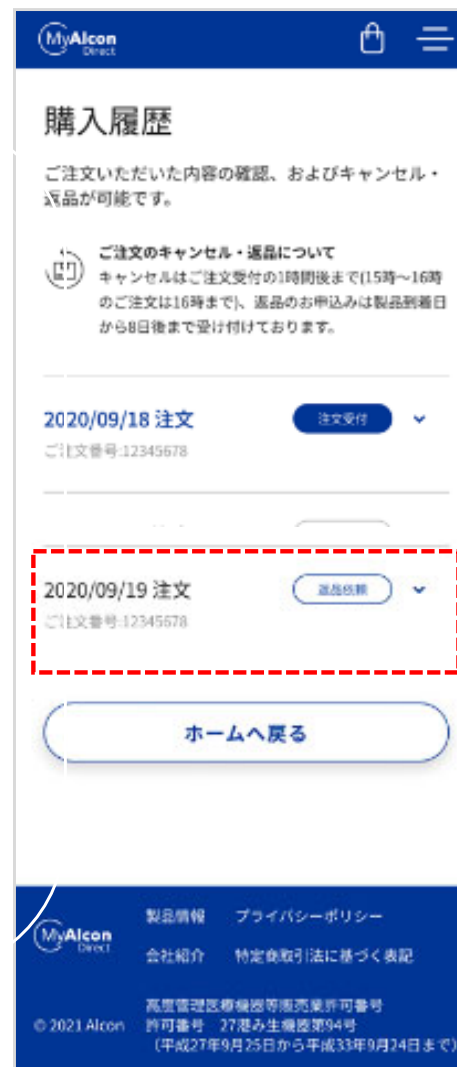 MyAlcon
Direct
購入履歴
ご注文いただいた内容の確認、およびキャンセル・
返品が可能です。
ご注文のキャンセル・返品について
キャンセルはご注文受付の1時間後まで(15時～16時
のご注文は16時まで)、返品のお申込みは製品到着日
から8日後まで受け付けております。
2020/09/18 注文
注文受付
ご注文番号:12345678
2020/09/19 注文
返品依頼
ご注文番号:12345678
ホームへ戻る
製品情報 プライバシーポリシー
MyAlcon
Direct
会社紹介 特定商取引法に基づく表記
高度管理医療機器等販売業許可番号
© 2021 Alcon 許可番号 27港み生機器第94号
(平成27年9月25日から平成33年9月24日まで)